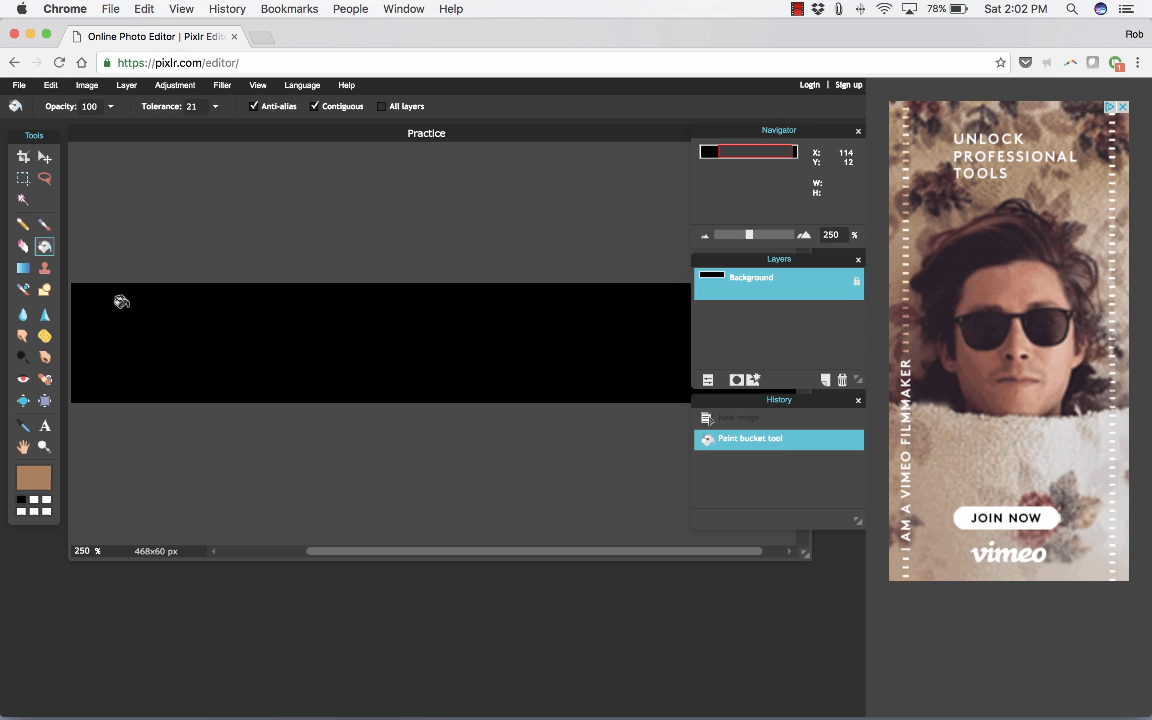 Chrome File Edit View History Bookmarks People Window Help 78% Sat 2:02 PM
Online Photo Editor | Pixlr Edit
Rob
https://pixlr.com/editor/
File Edit Image Layer Adjustment Filter View Language Help Login | Sign up
Opacity: 100 Tolerance: 21 Anti-alias Contiguous All layers
Tools
Practice
Navigator
X: 114
Y: 12
W:
H:
250 %
Layers
Background
History
New image
Paint bucket tool
250 % 468x60 px
UNLOCK
PROFESSIONAL
TOOLS
I AM A VIMEO FILMMAKER
JOIN NOW
vimeo